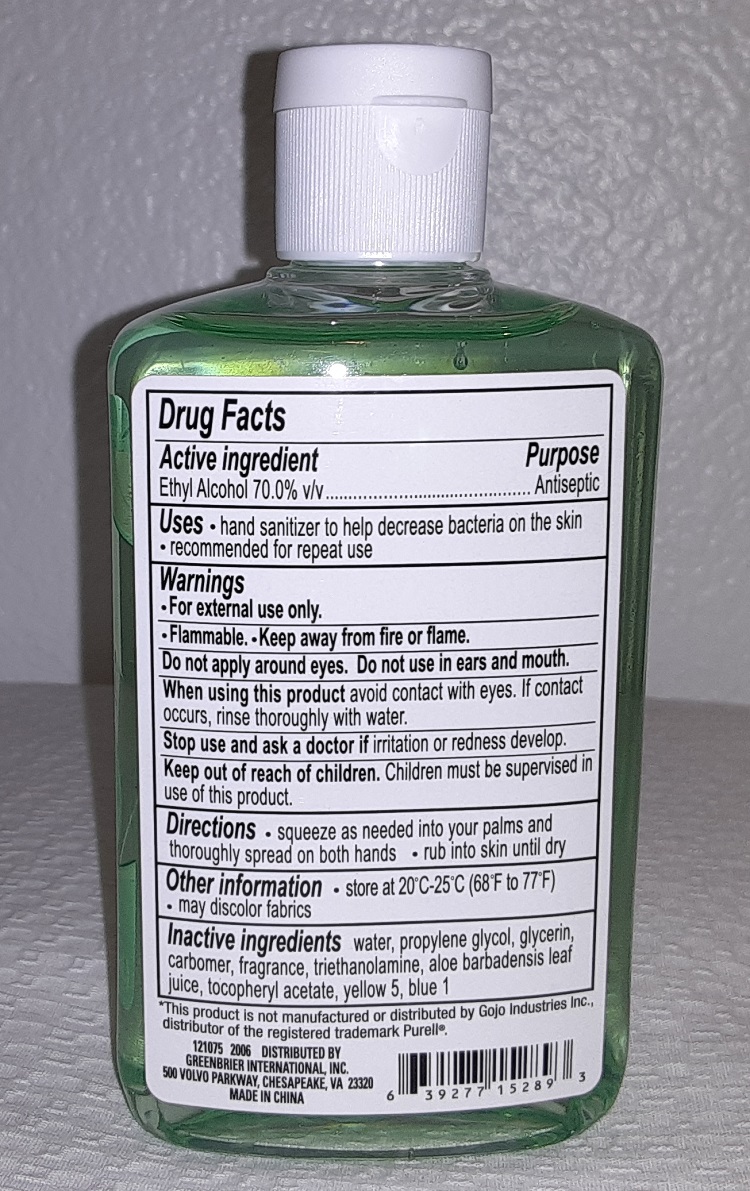 Drug Facts
Active ingredient Purpose
Ethyl Alcohol 70.0% v/v............................................... Antiseptic
Uses • hand sanitizer to help decrease bacteria on the skin
• recommended for repeat use
Warnings
•For external use only.
•Flammable. •Keep away from fire or flame.
Do not apply around eyes. Do not use in ears and mouth.
When using this product avoid contact with eyes. If contact
occurs, rinse thoroughly with water.
Stop use and ask a doctor if irritation or redness develop.
Keep out of reach of children. Children must be supervised in
use of this product.
Directions • squeeze as needed into your palms and
thoroughly spread on both hands • rub into skin until dry
Other information • store at 20°C-25°C (68°F to 77°F)
• may discolor fabrics
Inactive ingredients water, propylene glycol, glycerin,
carbomer, fragrance, triethanolamine, aloe barbadensis leaf
juice, tocopheryl acetate, yellow 5, blue 1
*This product is not manufactured or distributed by Gojo Industries Inc.,
distributor of the registered trademark Purell®.
121075 2006 DISTRIBUTED BY
GREENBRIER INTERNATIONAL, INC.
500 VOLVO PARKWAY, CHESAPEAKE, VA 23320
MADE IN CHINA
6 39277 15289 3